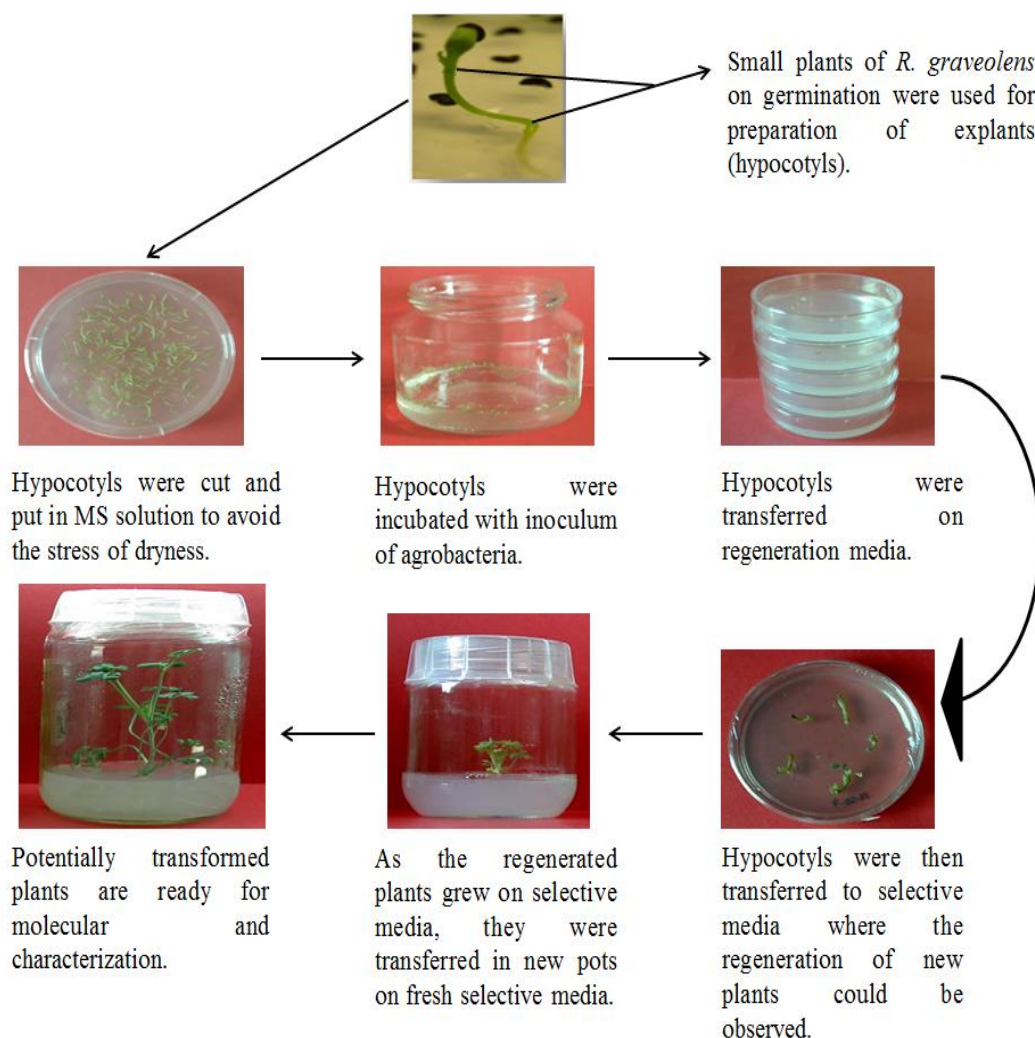 Small plants of R. graveolens
on germination were used for
preparation of explants
(hypocotyls).
Hypocotyls were cut and
put in MS solution to avoid
the stress of dryness.
Hypocotyls were
incubated with inoculum
of agrobacteria.
Hypocotyls were
transferred on
regeneration media.
Hypocotyls were then
transferred to selective
media where the
regeneration of new
plants could be
observed.
As the regenerated
plants grew on selective
media, they were
transferred in new pots
on fresh selective media.
Potentially transformed
plants are ready for
molecular and
characterization.